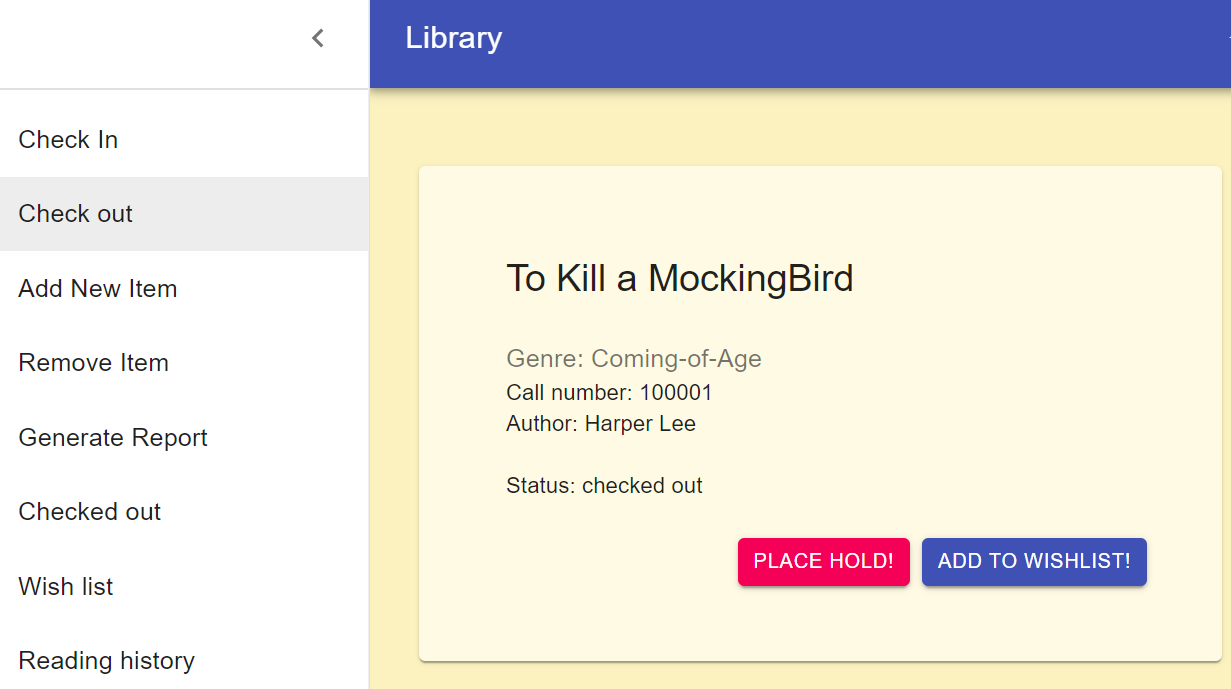 Library
Check In
Check out
Add New Item
Remove Item
Generate Report
Checked out
Wish list
Reading history
To Kill a MockingBird
Genre: Coming-of-Age
Call number: 100001
Author: Harper Lee
Status: checked out
PLACE HOLD!
ADD TO WISHLIST!